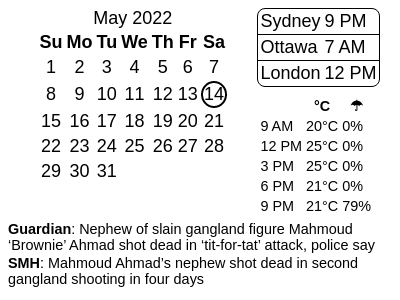 May 2022
Su Mo Tu We Th Fr Sa
1 2 3 4 5 6 7
8 9 10 11 12 13 14
15 16 17 18 19 20 21
22 23 24 25 26 27 28
29 30 31
Sydney 9 PM
Ottawa 7 AM
London 12 PM
°C ☂
9 AM 20°C 0%
12 PM 25°C 0%
3 PM 25°C 0%
6 PM 21°C 0%
9 PM 21°C 79%
Guardian: Nephew of slain gangland figure Mahmoud
‘Brownie’ Ahmad shot dead in ‘tit-for-tat’ attack, police say
SMH: Mahmoud Ahmad’s nephew shot dead in second
gangland shooting in four days